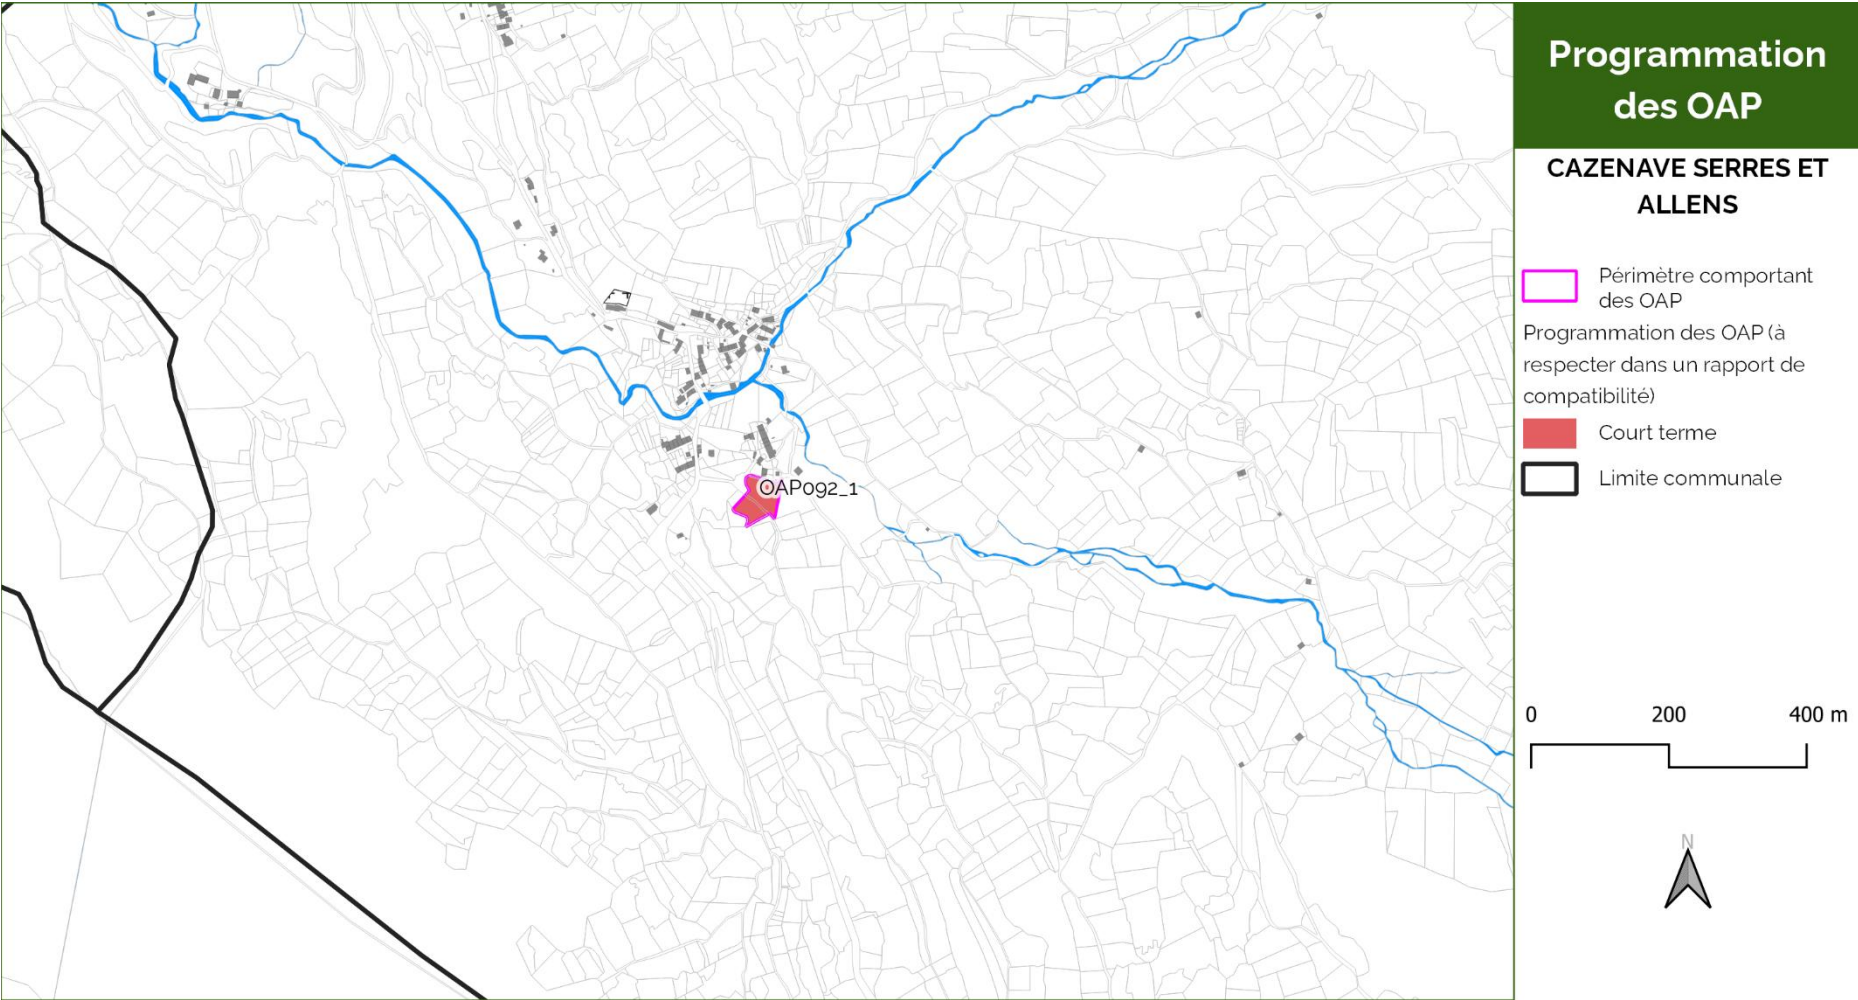 Programmation
des OAP
CAZENAVE SERRES ET
ALLENS
Périmètre comportant
des OAP
Programmation des OAP (à
respecter dans un rapport de
compatibilité)
Court terme
Limite communale
OAP092_1
0 200 400 m
N